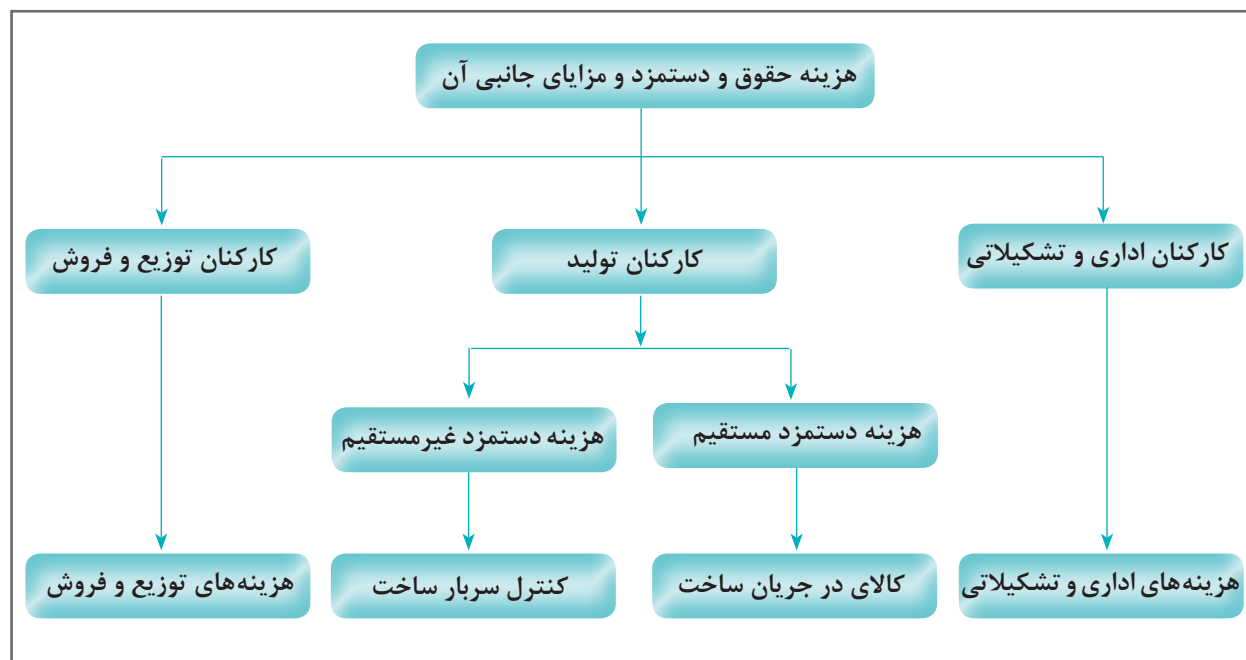 هزینه حقوق و دستمزد و مزایای جانبی آن
کارکنان اداری و تشکیلاتی
کارکنان تولید
کارکنان توزیع و فروش
هزینه دستمزد مستقیم
هزینه دستمزد غیرمستقیم
هزینه‌های اداری و تشکیلاتی
کالای در جریان ساخت
کنترل سربار ساخت
هزینه‌های توزیع و فروش